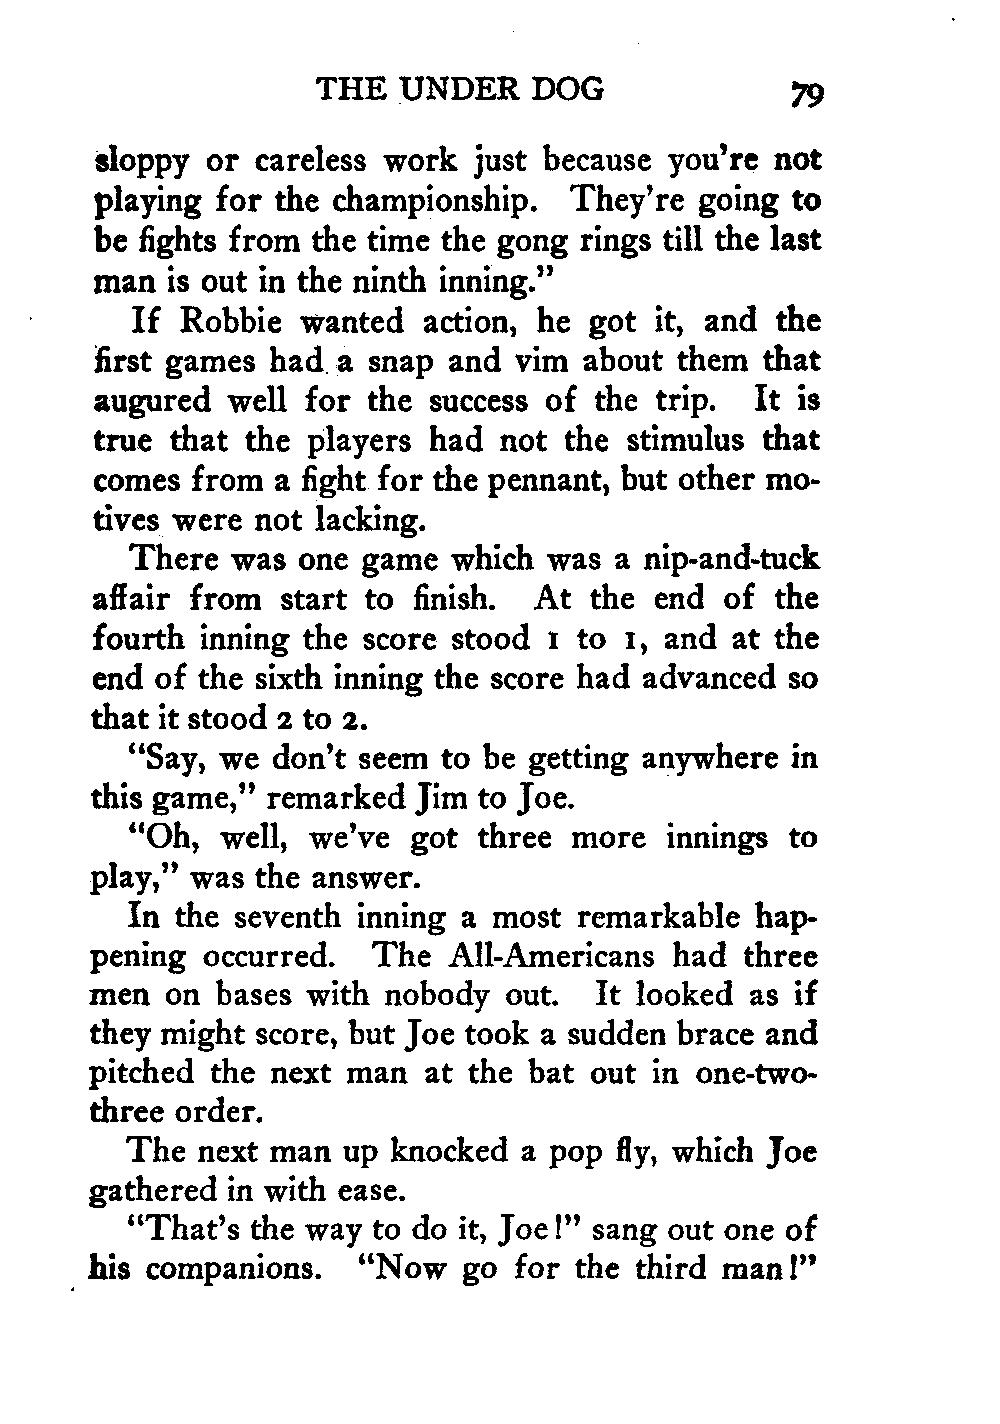 THE UNDER DOG 79
sloppy or careless work just because you're not
playing for the championship. They're going to
be fights from the time the gong rings till the last
man is out in the ninth inning."
If Robbie wanted action, he got it, and the
first games had a snap and vim about them that
augured well for the success of the trip. It is
true that the players had not the stimulus that
comes from a fight for the pennant, but other mo-
tives were not lacking.
There was one game which was a nip-and-tuck
affair from start to finish. At the end of the
fourth inning the score stood 1 to 1, and at the
end of the sixth inning the score had advanced so
that it stood 2 to 2.
"Say, we don't seem to be getting anywhere in
this game," remarked Jim to Joe.
"Oh, well, we've got three more innings to
play," was the answer.
In the seventh inning a most remarkable hap-
pening occurred. The All-Americans had three
men on bases with nobody out. It looked as if
they might score, but Joe took a sudden brace and
pitched the next man at the bat out in one-two-
three order.
The next man up knocked a pop fly, which Joe
gathered in with ease.
"That's the way to do it, Joe!" sang out one of
his companions. "Now go for the third man!"